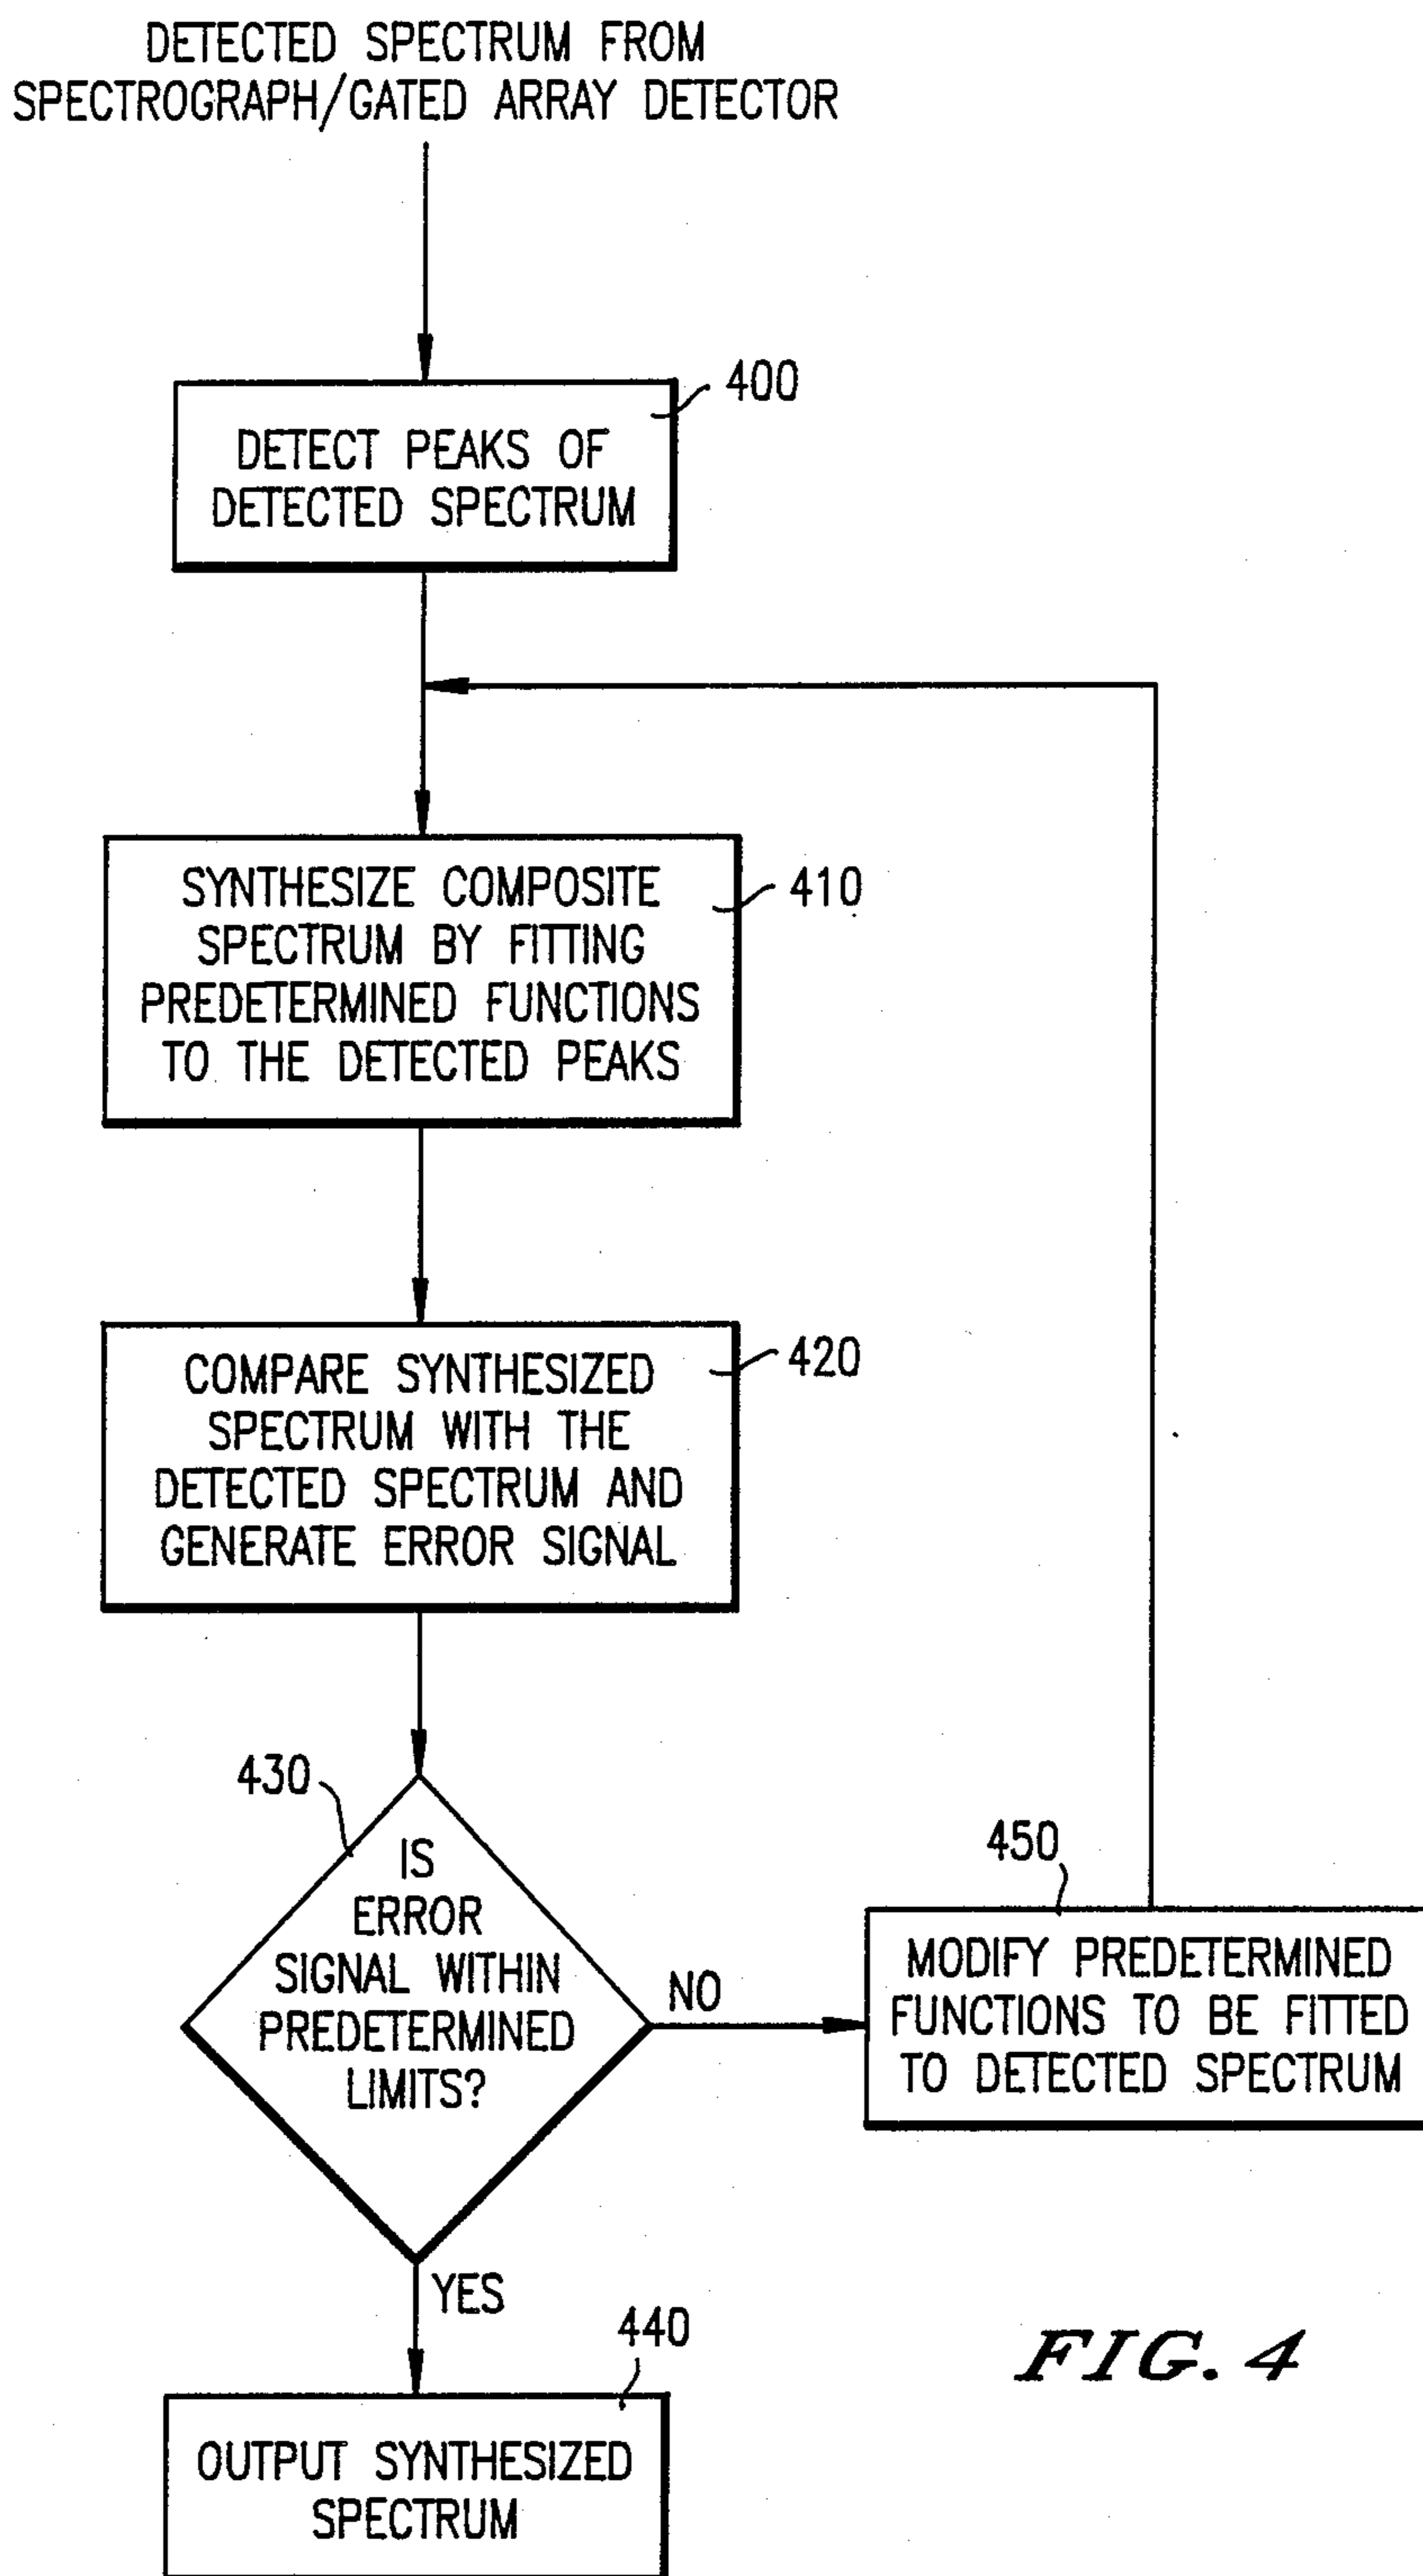 DETECTED SPECTRUM FROM
SPECTROGRAPH/GATED ARRAY DETECTOR
400
DETECT PEAKS OF
DETECTED SPECTRUM
SYNTHESIZE COMPOSITE
SPECTRUM BY FITTING
PREDETERMINED FUNCTIONS
TO THE DETECTED PEAKS
410
COMPARE SYNTHESIZED
SPECTRUM WITH THE
DETECTED SPECTRUM AND
GENERATE ERROR SIGNAL
420
430
IS
ERROR
SIGNAL WITHIN
PREDETERMINED
LIMITS?
NO
450
MODIFY PREDETERMINED
FUNCTIONS TO BE FITTED
TO DETECTED SPECTRUM
YES
440
OUTPUT SYNTHESIZED
SPECTRUM
FIG. 4